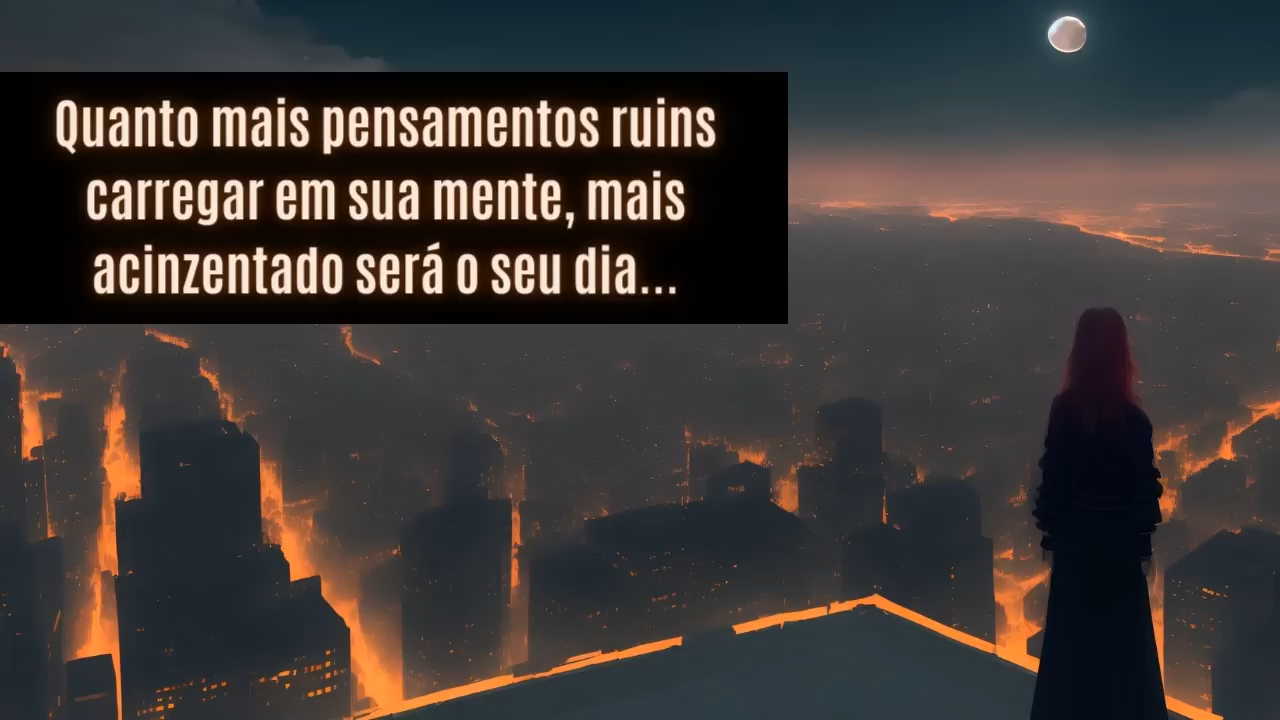 Quanto mais pensamentos ruins
carregar em sua mente, mais
acinzentado será o seu dia...